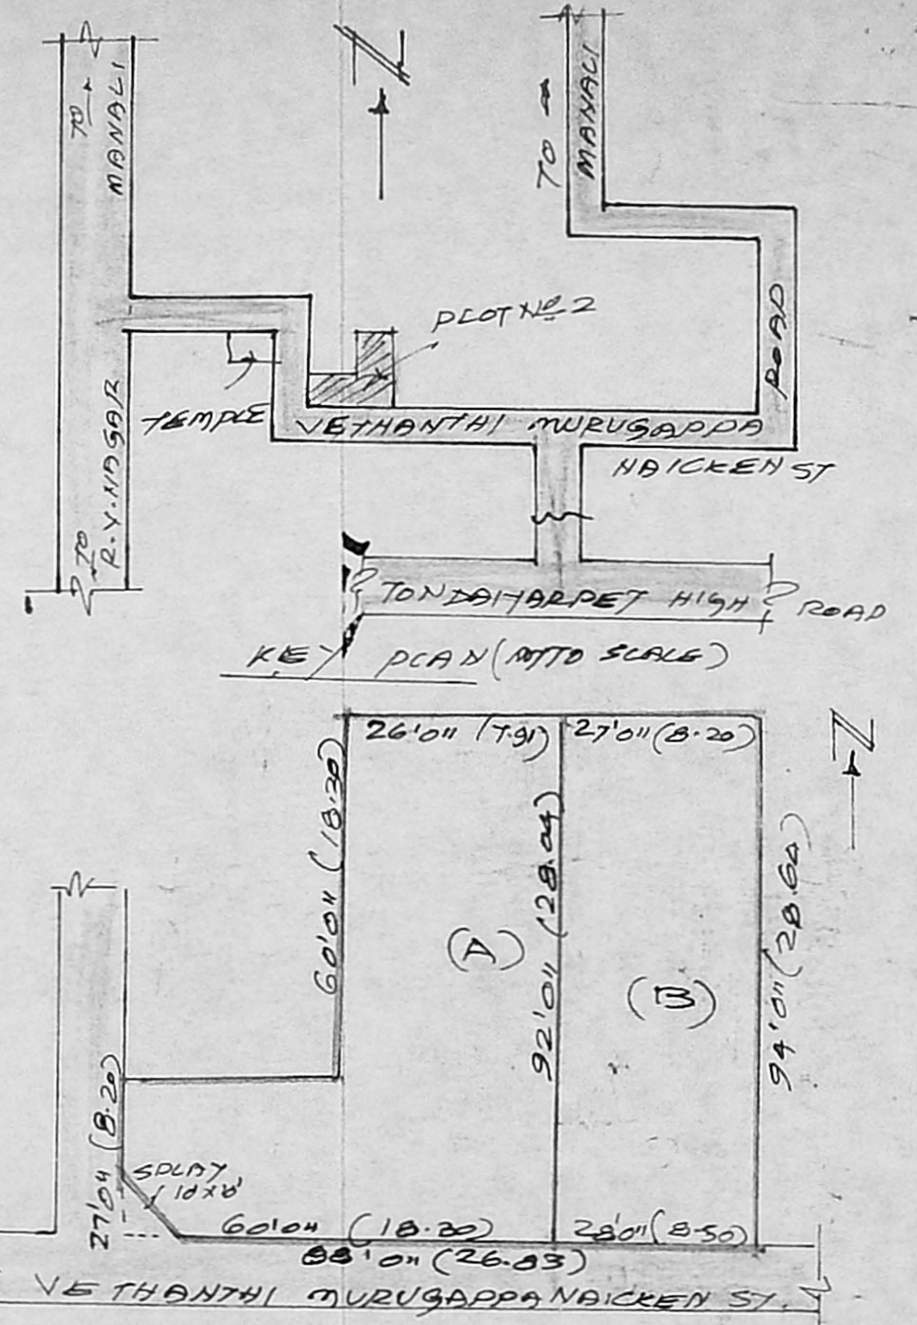 TO MANALI
N
TO MANALI
PLOT No 2
ROAD
TEMPLE
VETHANTHI MURUGAPPA
NAICKEN ST
TO R.Y. NAGAR
TONDAIYARPET HIGH ROAD
KEY PLAN (NOT TO SCALE)
26'0" (7.91) 27'0" (8.20)
N
60'0" (18.30)
92'0" (28.04)
94'0" (28.60)
(A)
(B)
27'0" (8.20)
SPLAY
10'x10'
60'0" (18.30) 28'0" (8.50)
88'0" (26.83)
VETHANTHI MURUGAPPA NAICKEN ST.